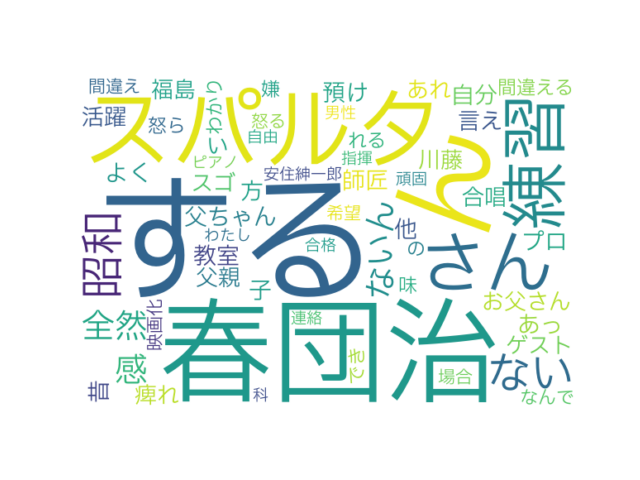 間違え
福島
いわかり
嫌
預け
あれ
自分
間違える
スパルタ
活躍
怒ら
怒る
自由
男性
言え
練習
ピアノ
れる
指揮
川藤
よく
スゴ
方
安住紳一郎
師匠
頑固
合唱
する
ん
昭和
父ちゃん
わたし
希望
他
の
さん
プロ
教室
父親
合格
ないん
子
味
お父さん
映画化
春団治
全然
連絡
あっ
ゲスト
感
でき
場合
ない
昔
痺れ
科
なんで